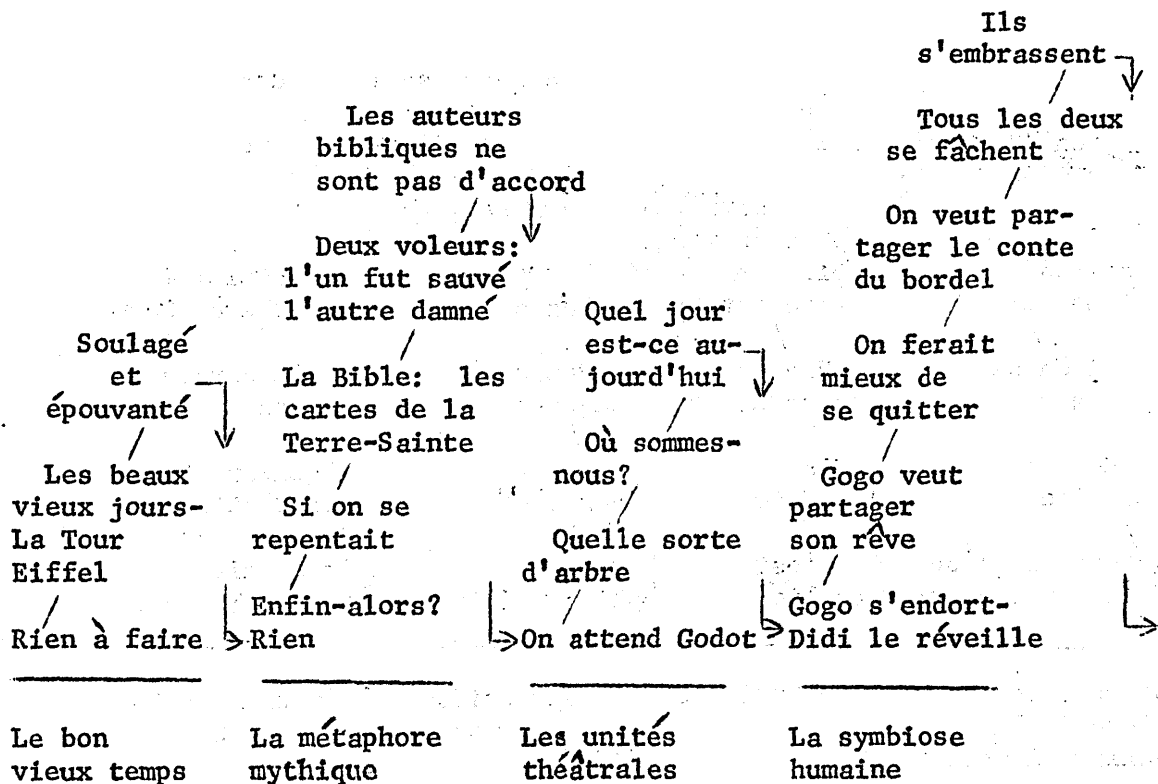 Soulagé
et
épouvanté
Les beaux
vieux jours-
La Tour
Eiffel
Rien à faire
Le bon
vieux temps
Les auteurs
bibliques ne
sont pas d'accord
Deux voleurs:
l'un fut sauvé
l'autre damné
La Bible: les
cartes de la
Terre-Sainte
Si on se
repentait
Enfin-alors?
Rien
La métaphore
mythique
Quel jour
est-ce au-
jourd'hui
Où sommes-
nous?
Quelle sorte
d'arbre
On attend Godot
Les unités
théâtrales
Ils
s'embrassent
Tous les deux
se fâchent
On veut par-
tager le conte
du bordel
On ferait
mieux de
se quitter
Gogo veut
partager
son rêve
Gogo s'endort-
Didi le réveille
La symbiose
humaine